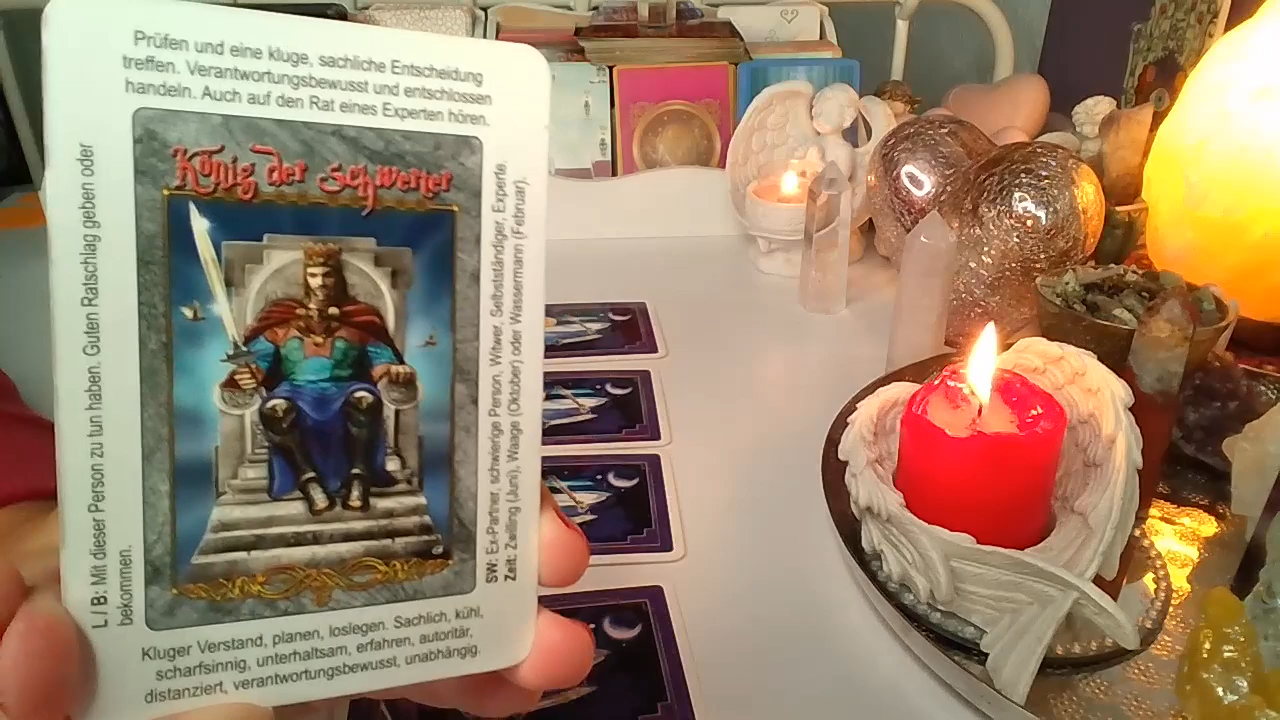 Prüfen und eine kluge, sachliche Entscheidung
treffen. Verantwortungsbewusst und entschlossen
handeln. Auch auf den Rat eines Experten hören.
König der Schwerter
L / B: Mit dieser Person zu tun haben. Guten Ratschlag geben oder
bekommen.
SW: Ex-Partner, schwierige Person, Witwer, Selbstständiger, Experte.
Zeit: Zwilling (Juni), Waage (Oktober) oder Wassermann (Februar).
Kluger Verstand, planen, loslegen. Sachlich, kühl,
scharfsinnig, unterhaltsam, erfahren, autoritär,
distanziert, verantwortungsbewusst, unabhängig.